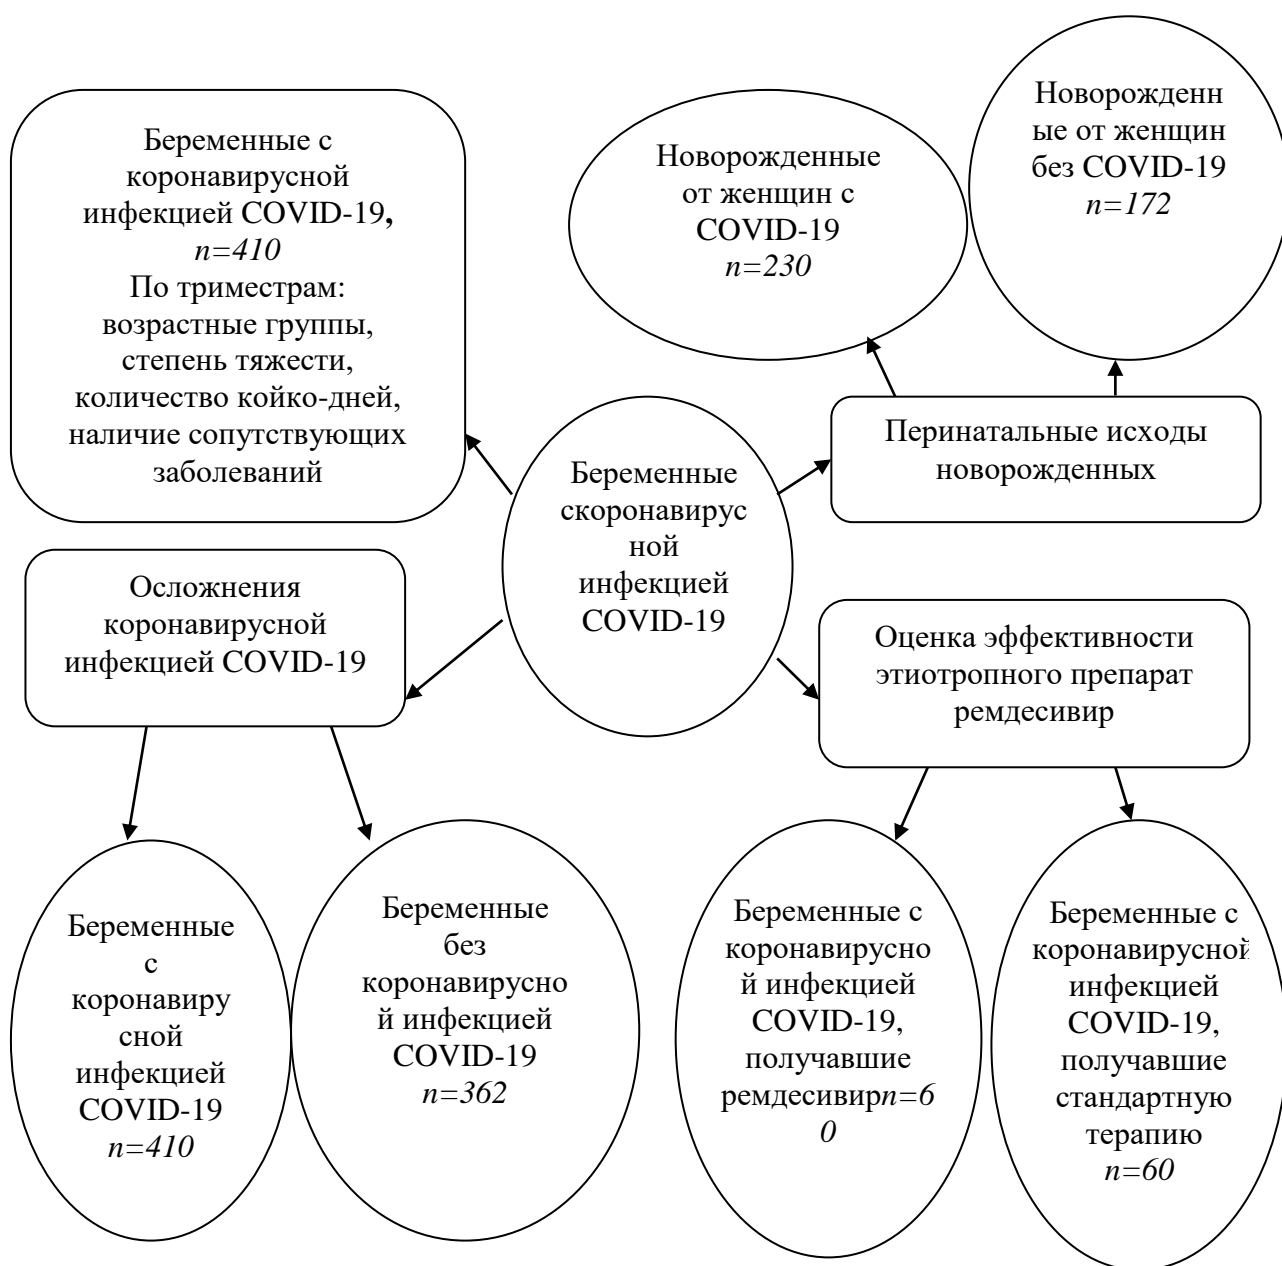 Беременные с
коронавирусной
инфекцией COVID-19,
n=410
По триместрам:
возрастные группы,
степень тяжести,
количество койко-дней,
наличие сопутствующих
заболеваний
Новорожденные
от женщин с
COVID-19
n=230
Новорожденн
ые от женщин
без COVID-19
n=172
Перинатальные исходы
новорожденных
Беременные
скоронавирус
ной
инфекцией
COVID-19
Осложнения
коронавирусной
инфекцией COVID-19
Оценка эффективности
этиотропного препарат
ремдесивир
Беременные
с
коронавиру
сной
инфекцией
COVID-19
n=410
Беременные
без
коронавирусно
й инфекцией
COVID-19
n=362
Беременные с
коронавирусно
й инфекцией
COVID-19,
получавшие
ремдесивирn=6
0
Беременные с
коронавирусной
инфекцией
COVID-19,
получавшие
стандартную
терапию
n=60